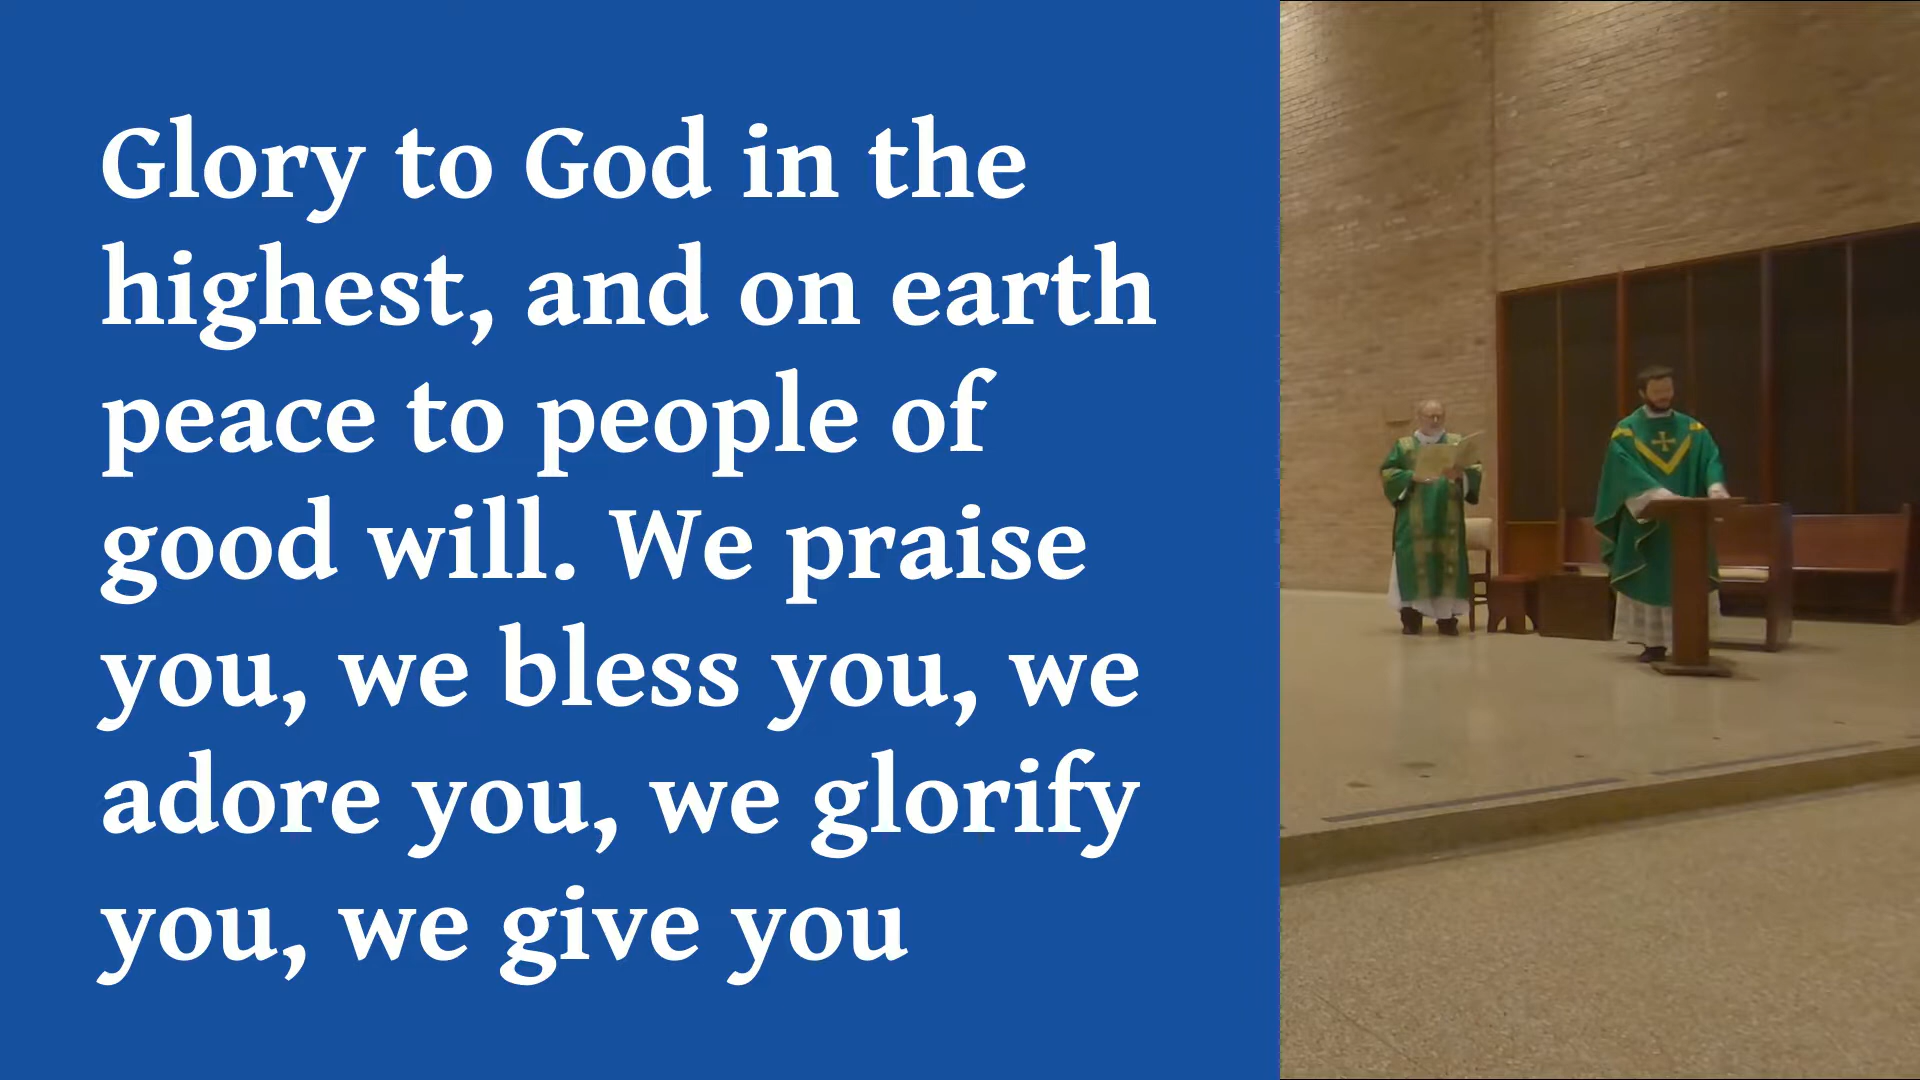 Glory to God in the
highest, and on earth
peace to people of
good will. We praise
you, we bless you, we
adore you, we glorify
you, we give you